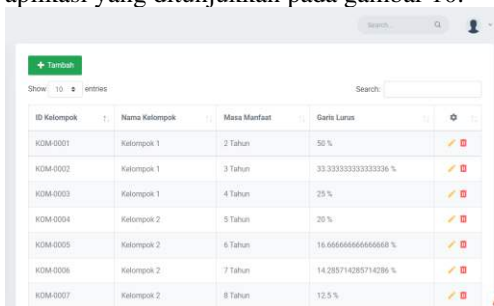 aplikasi yang ditunjukkan pada gambar 10.
Search...
+ Tambah
Show 10 entries
Search:
ID Kelompok Nama Kelompok Masa Manfaat Garis Lurus
KOM-0001 Kelompok 1 2 Tahun 50 %
KOM-0002 Kelompok 1 3 Tahun 33.333333333333336 %
KOM-0003 Kelompok 1 4 Tahun 25 %
KOM-0004 Kelompok 2 5 Tahun 20 %
KOM-0005 Kelompok 2 6 Tahun 16.666666666666668 %
KOM-0006 Kelompok 2 7 Tahun 14.285714285714286 %
KOM-0007 Kelompok 2 8 Tahun 12.5 %